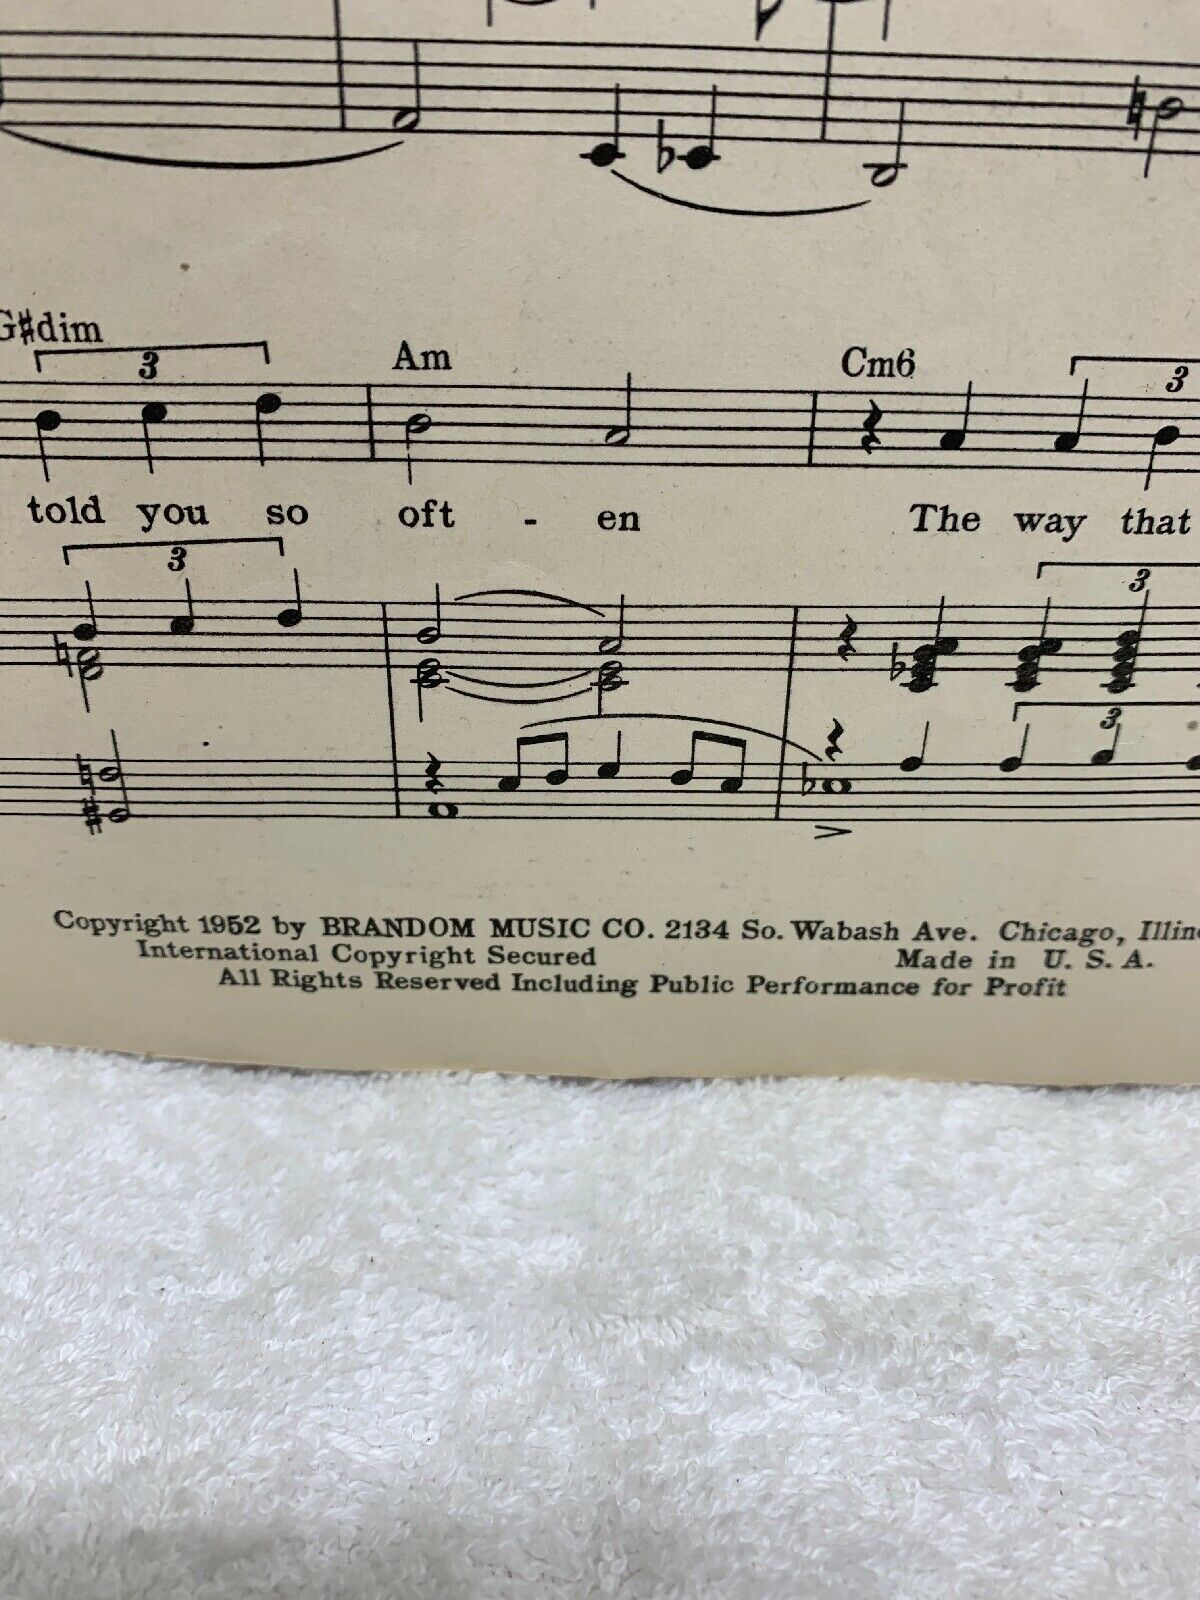 G#dim
3
Am
Cm6
3
told you so oft - en The way that
3
3
3
Copyright 1952 by BRANDOM MUSIC CO. 2134 So. Wabash Ave. Chicago,
International Copyright Secured Made in U. S. A.
All Rights Reserved Including Public Performance for Profit